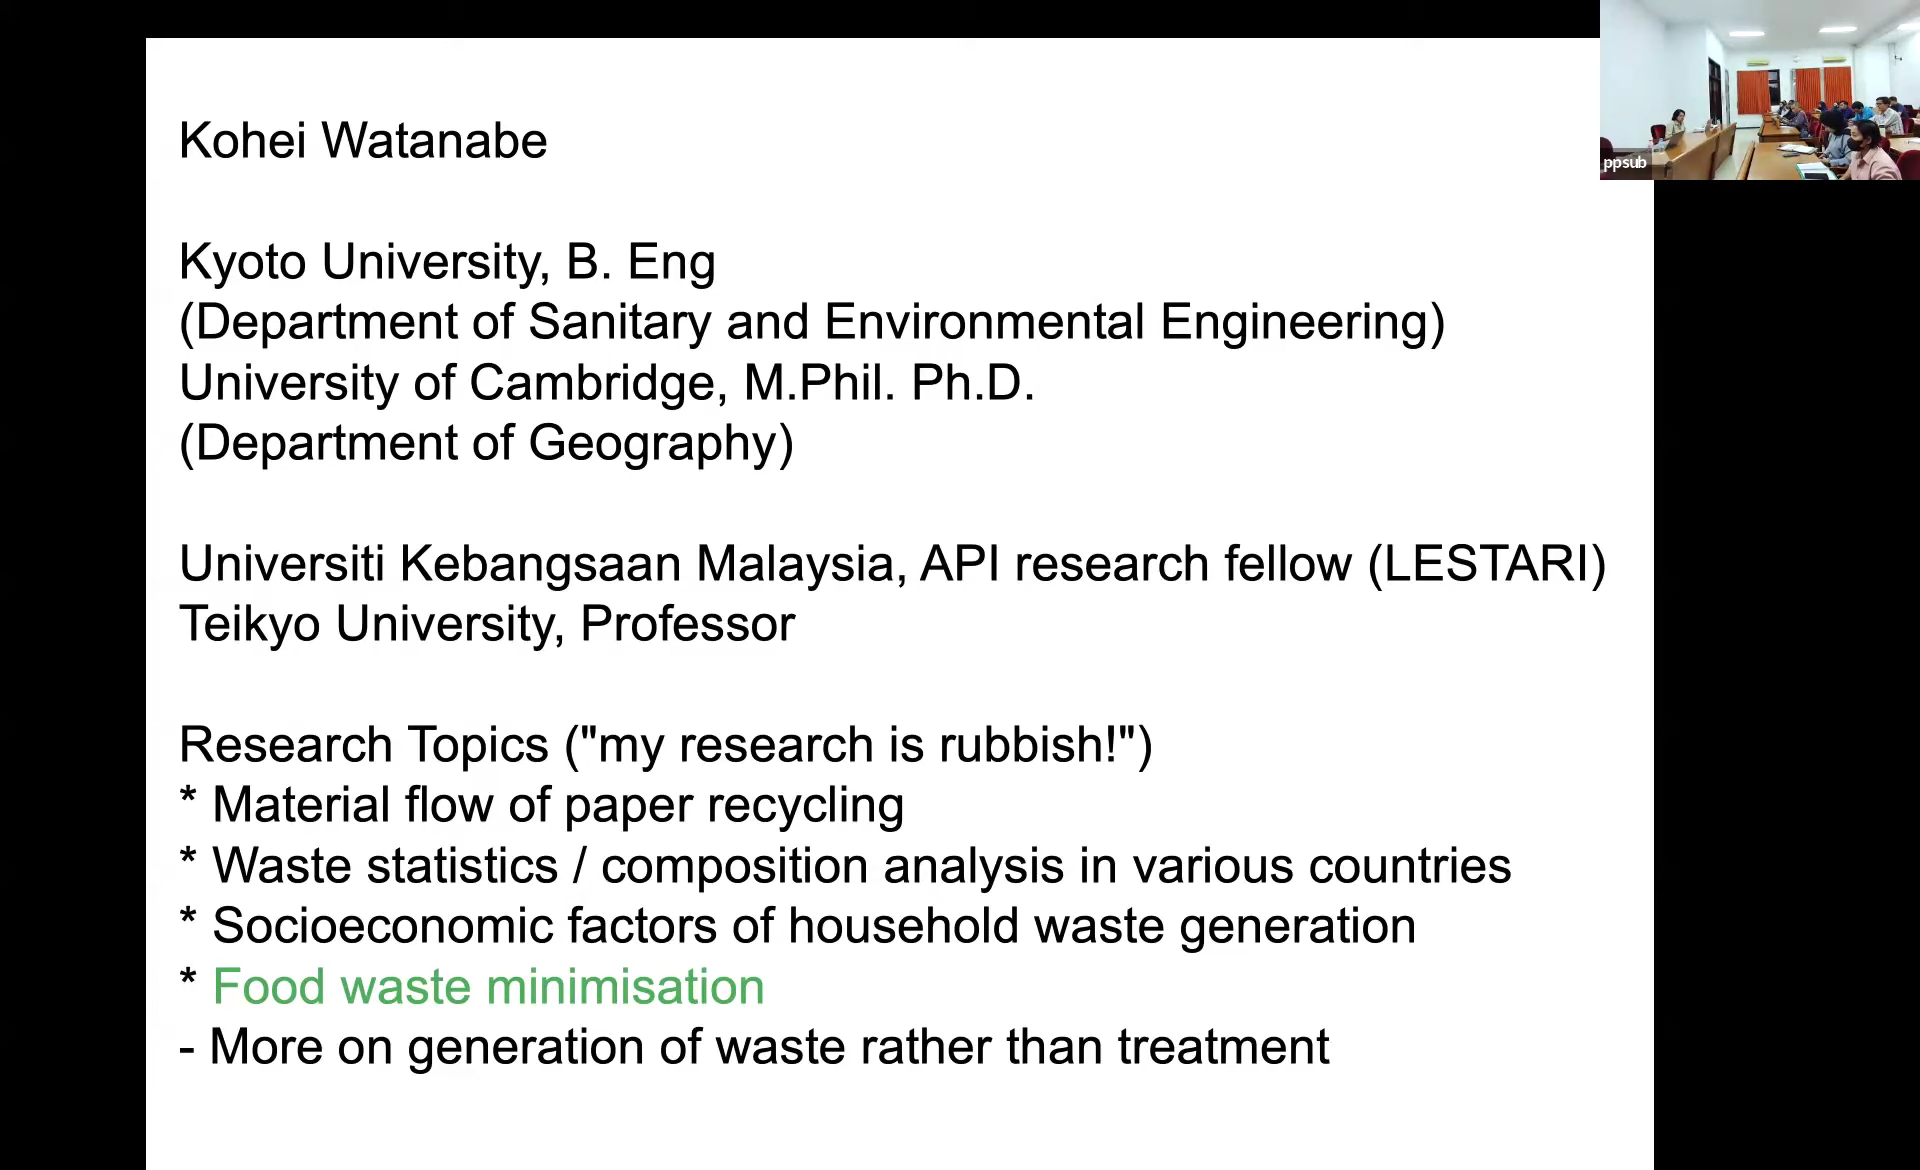 Kohei Watanabe
Kyoto University, B. Eng
(Department of Sanitary and Environmental Engineering)
University of Cambridge, M.Phil. Ph.D.
(Department of Geography)
Universiti Kebangsaan Malaysia, API research fellow (LESTARI)
Teikyo University, Professor
Research Topics ("my research is rubbish!")
* Material flow of paper recycling
* Waste statistics / composition analysis in various countries
* Socioeconomic factors of household waste generation
* Food waste minimisation
- More on generation of waste rather than treatment
ppsub